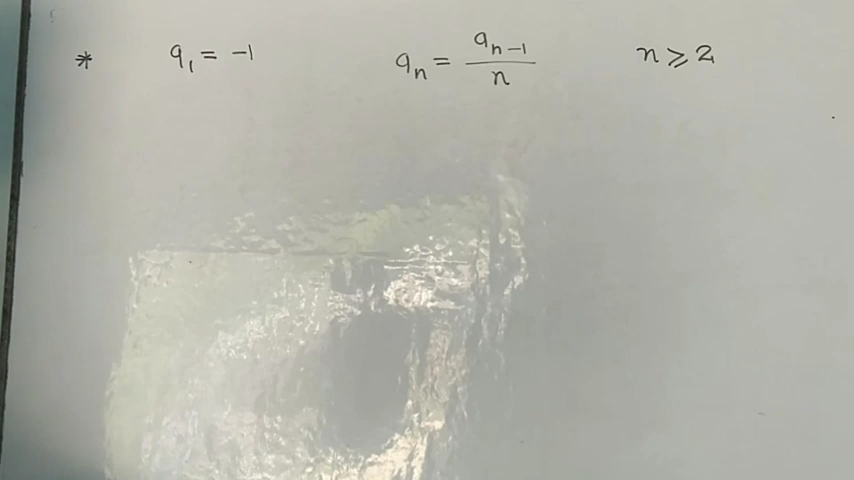 * a₁ = -1 aₙ = aₙ₋₁/n n ≥ 2